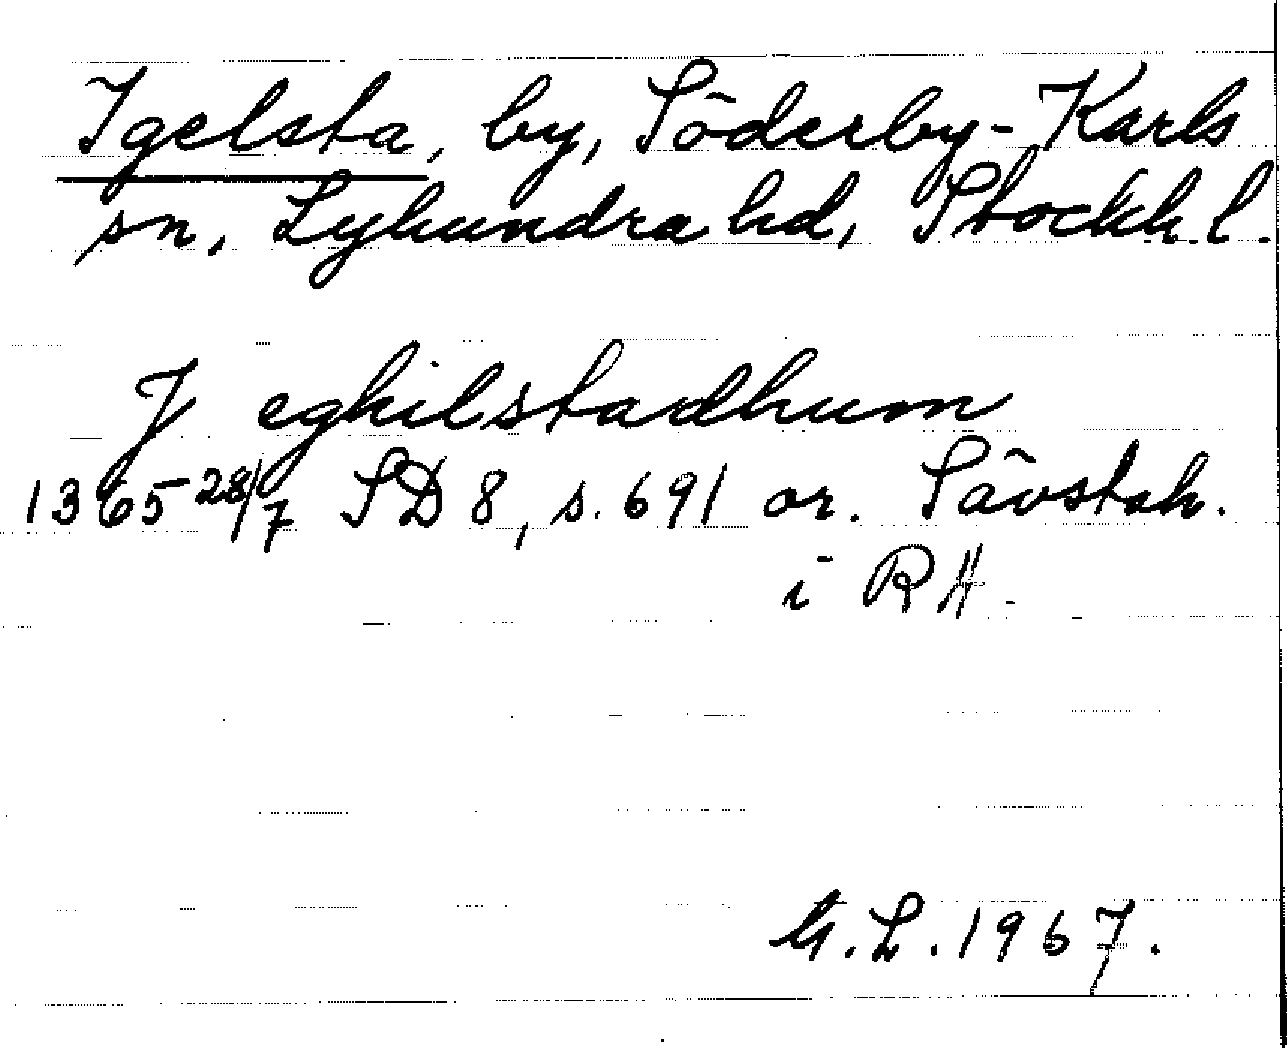 Igelsta, by, Söderby-Karls
sn, Lyhundra hd, Stockh. l.
J eghilstadhum
1365 28/7 SD 8, s. 691 or. Sävstah.
i RA.
G.L. 1967.